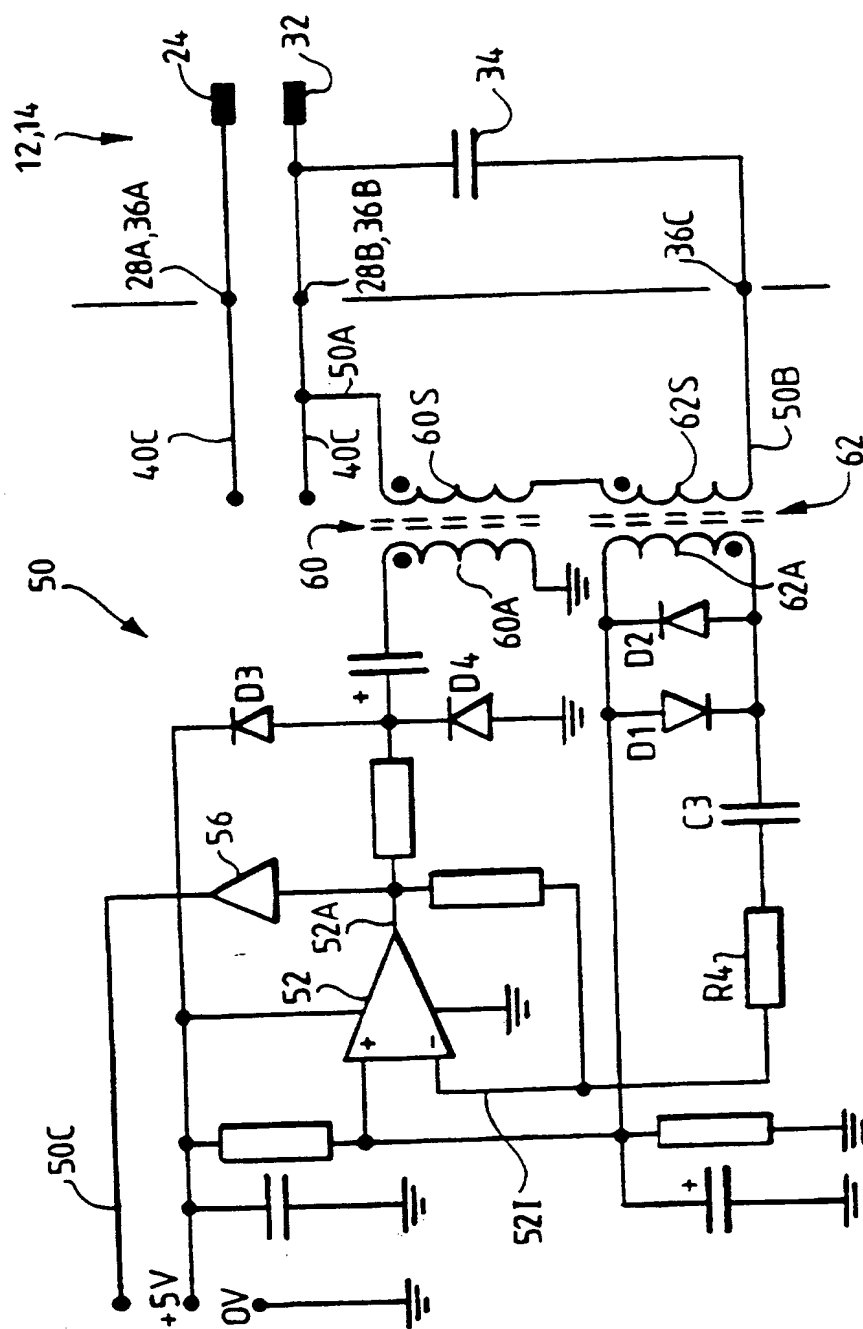 12,14
24
32
34
28A,36A
28B,36B
36C
40C
40C
50A
60S
62S
50B
62
60
60A
62A
50
D3
D4
D2
D1
C3
+
56
52A
52
+
-
R4
50C
52I
+
+5V
0V